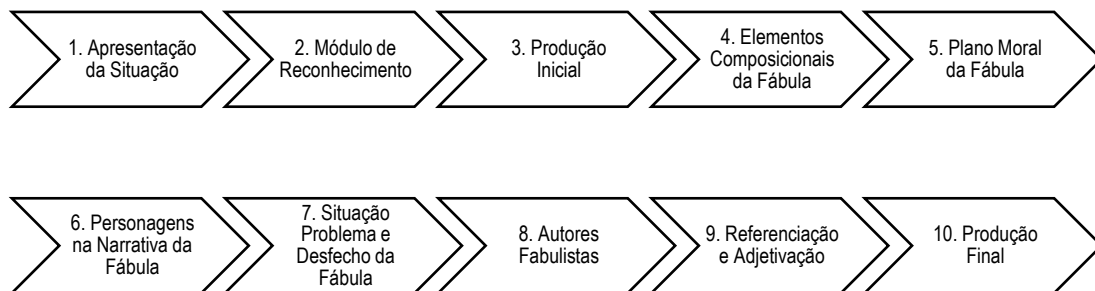 1. Apresentação
da Situação
2. Módulo de
Reconhecimento
3. Produção
Inicial
4. Elementos
Composicionais
da Fábula
5. Plano Moral
da Fábula
6. Personagens
na Narrativa da
Fábula
7. Situação
Problema e
Desfecho da
Fábula
8. Autores
Fabulistas
9. Referenciação
e Adjetivação
10. Produção
Final